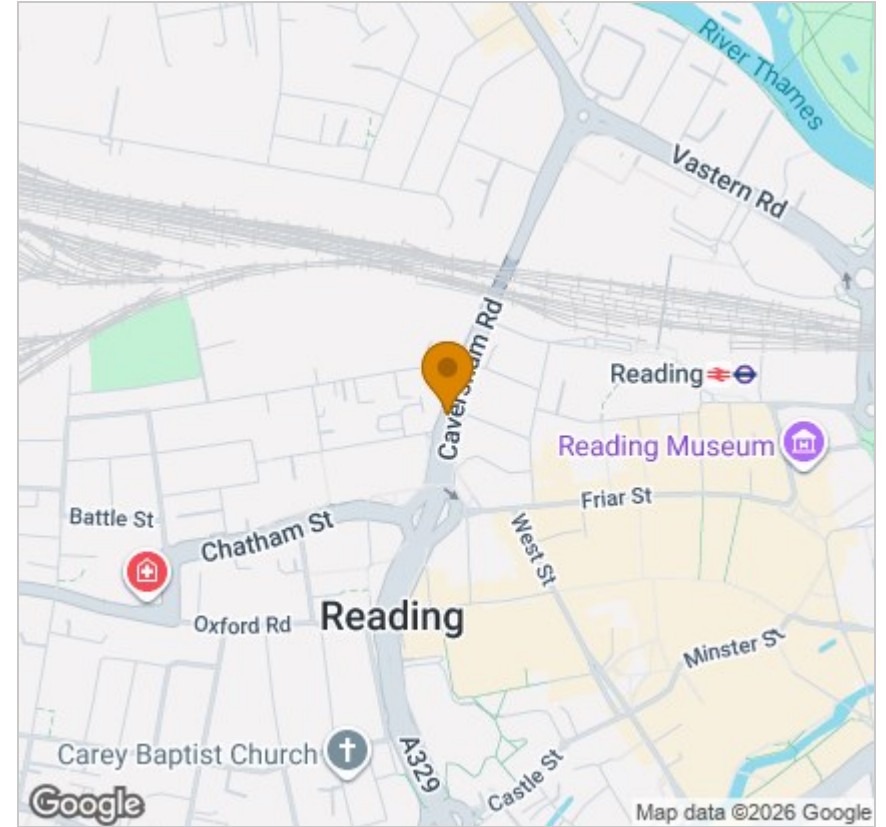 River Thames
Vastern Rd
Caversham Rd
Reading
Reading Museum
Friar St
Battle St
Chatham St
West St
Oxford Rd
Reading
Minster St
Carey Baptist Church
A329
Castle St
Google
Map data ©2026 Google